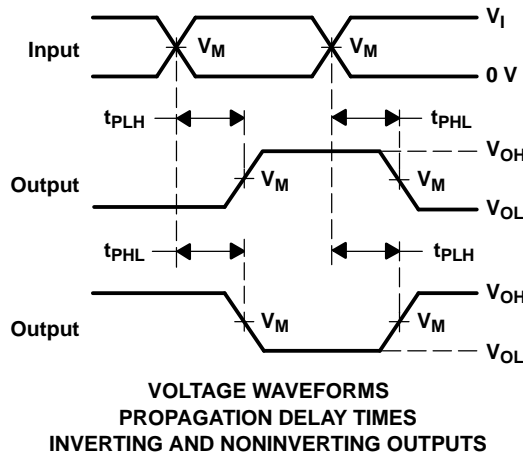 V_I
Input
V_M
V_M
0 V
t_PLH
t_PHL
V_OH
Output
V_M
V_M
V_OL
t_PHL
t_PLH
V_OH
Output
V_M
V_M
V_OL
VOLTAGE WAVEFORMS
PROPAGATION DELAY TIMES
INVERTING AND NONINVERTING OUTPUTS